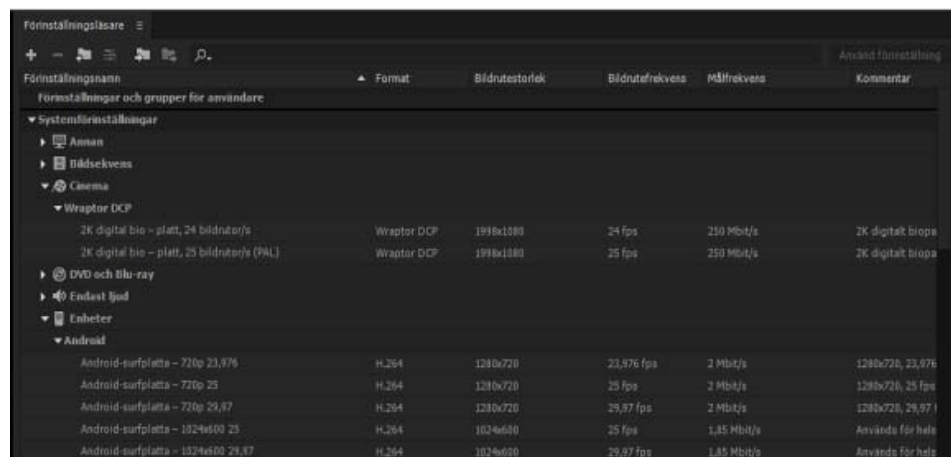 Förinställningsläsare
Använd förinställning
Förinställningsnamn Format Bildrutestorlek Bildrutefrekvens Målfrekvens Kommentar
Förinställningar och grupper för användare
Systemförinställningar
Annan
Bildsekvens
Cinema
Wraptor DCP
2K digital bio – platt, 24 bildrutor/s Wraptor DCP 1998x1080 24 fps 250 Mbit/s 2K digitalt biopa
2K digital bio – platt, 25 bildrutor/s (PAL) Wraptor DCP 1998x1080 25 fps 250 Mbit/s 2K digitalt biopa
DVD och Blu-ray
Endast ljud
Enheter
Android
Android-surfplatta – 720p 23,976 H.264 1280x720 23,976 fps 2 Mbit/s 1280x720, 23,976
Android-surfplatta – 720p 25 H.264 1280x720 25 fps 2 Mbit/s 1280x720, 25 fps
Android-surfplatta – 720p 29,97 H.264 1280x720 29,97 fps 2 Mbit/s 1280x720, 29,97
Android-surfplatta – 1024x600 25 H.264 1024x600 25 fps 1,85 Mbit/s Används för hels
Android-surfplatta – 1024x600 29,97 H.264 1024x600 29,97 fps 1,85 Mbit/s Används för hels